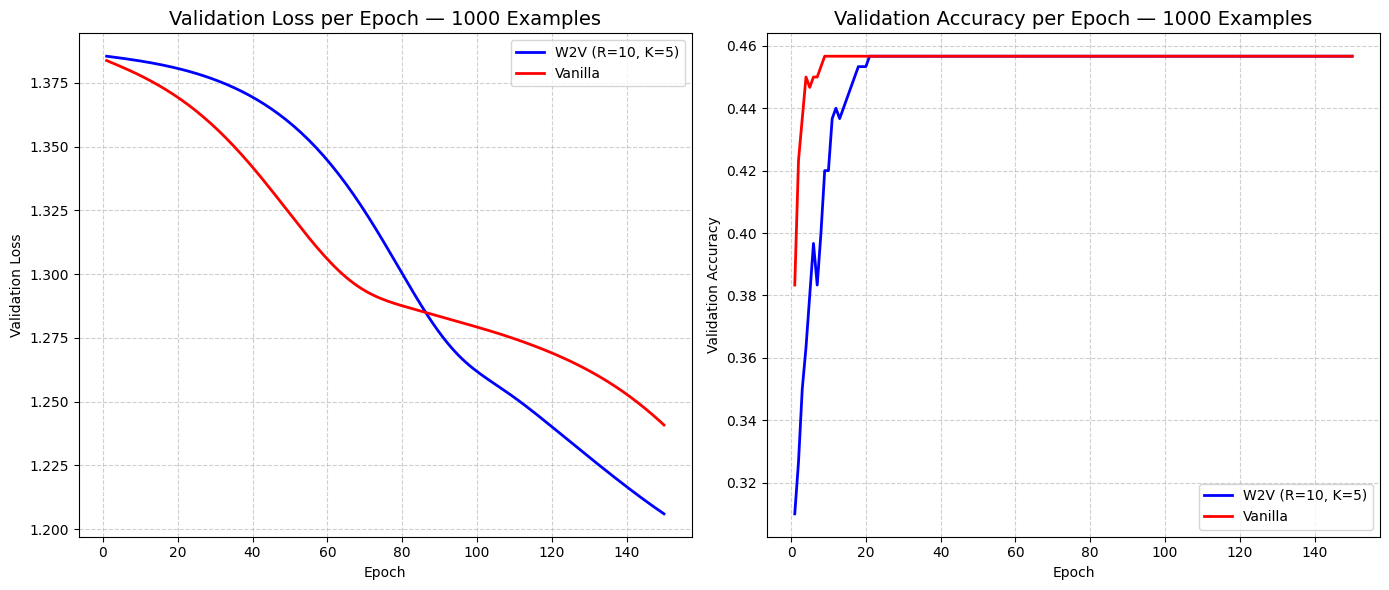 Validation Loss per Epoch — 1000 Examples
W2V (R=10, K=5)
Vanilla
1.375
1.350
1.325
1.300
1.275
1.250
1.225
1.200
Validation Loss
0 20 40 60 80 100 120 140
Epoch
Validation Accuracy per Epoch — 1000 Examples
0.46
0.44
0.42
0.40
0.38
0.36
0.34
0.32
Validation Accuracy
W2V (R=10, K=5)
Vanilla
0 20 40 60 80 100 120 140
Epoch